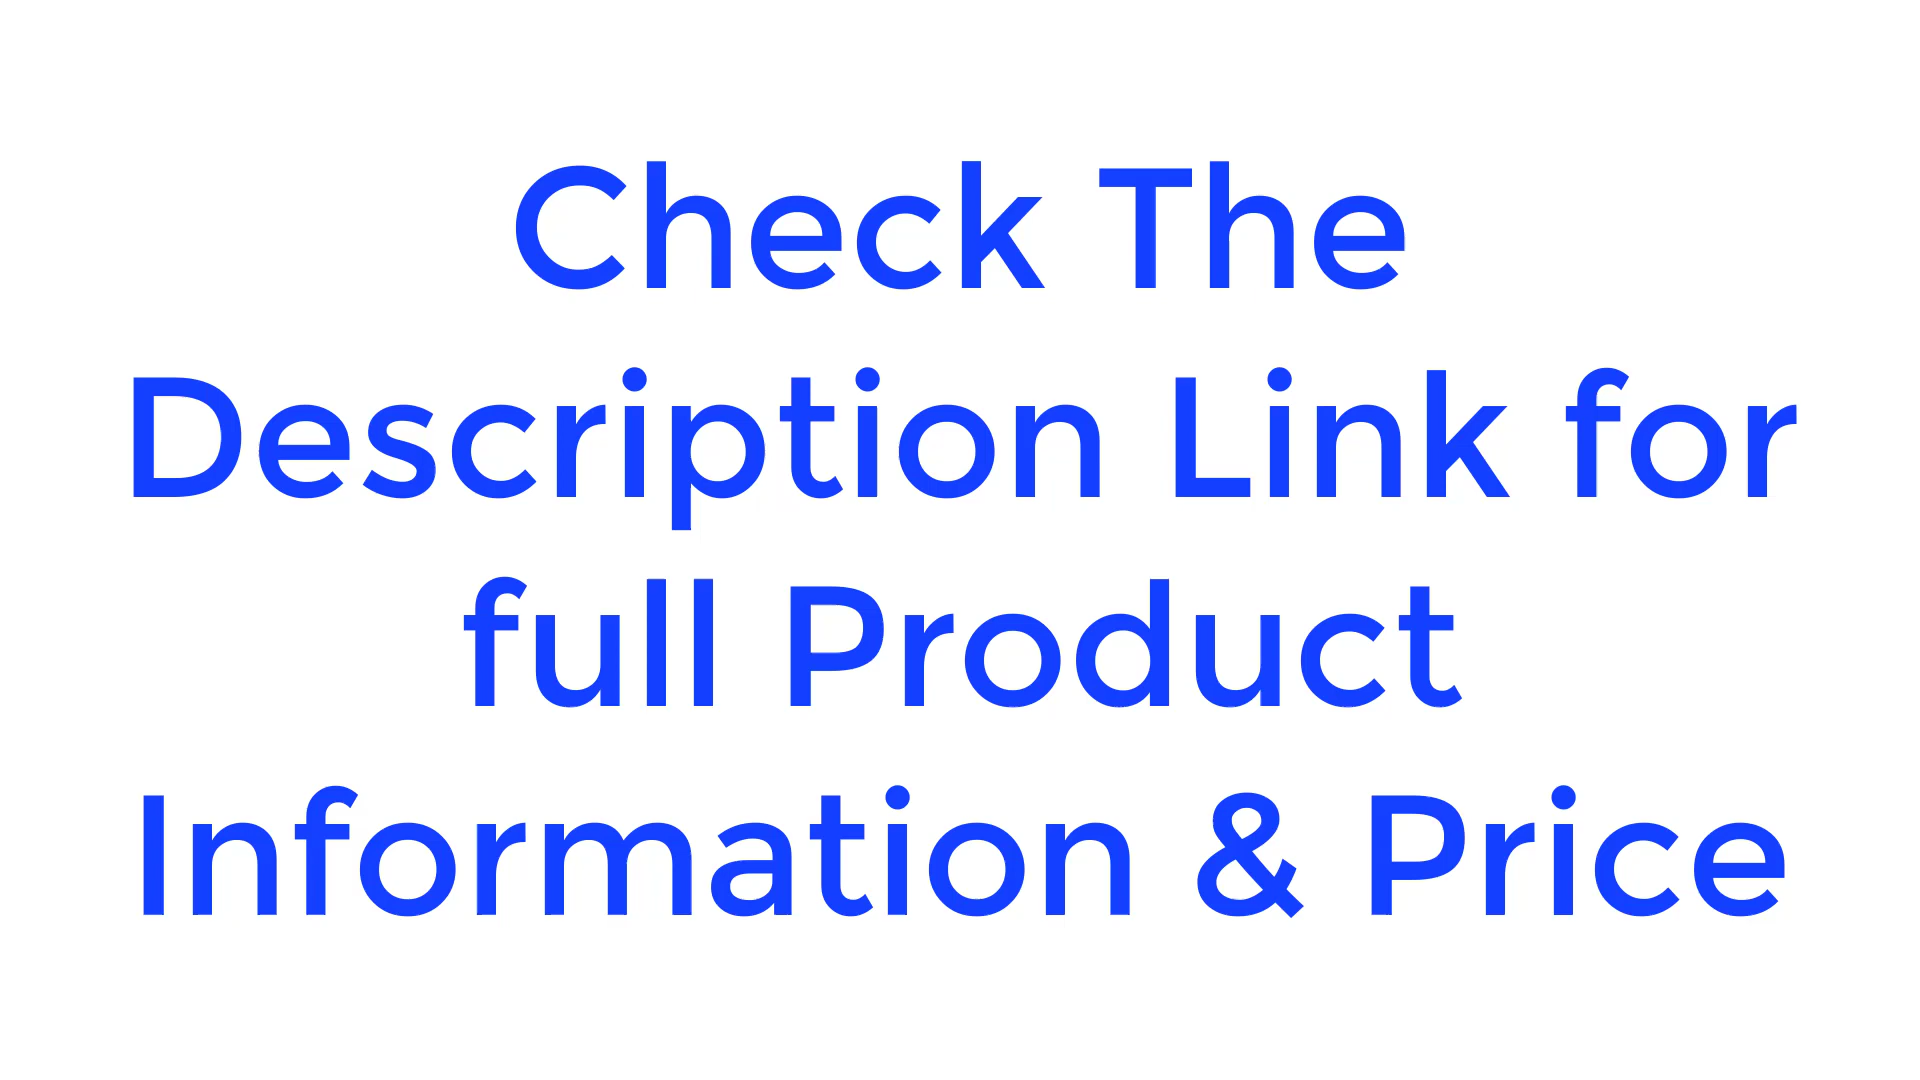 Check The
Description Link for
full Product
Information & Price